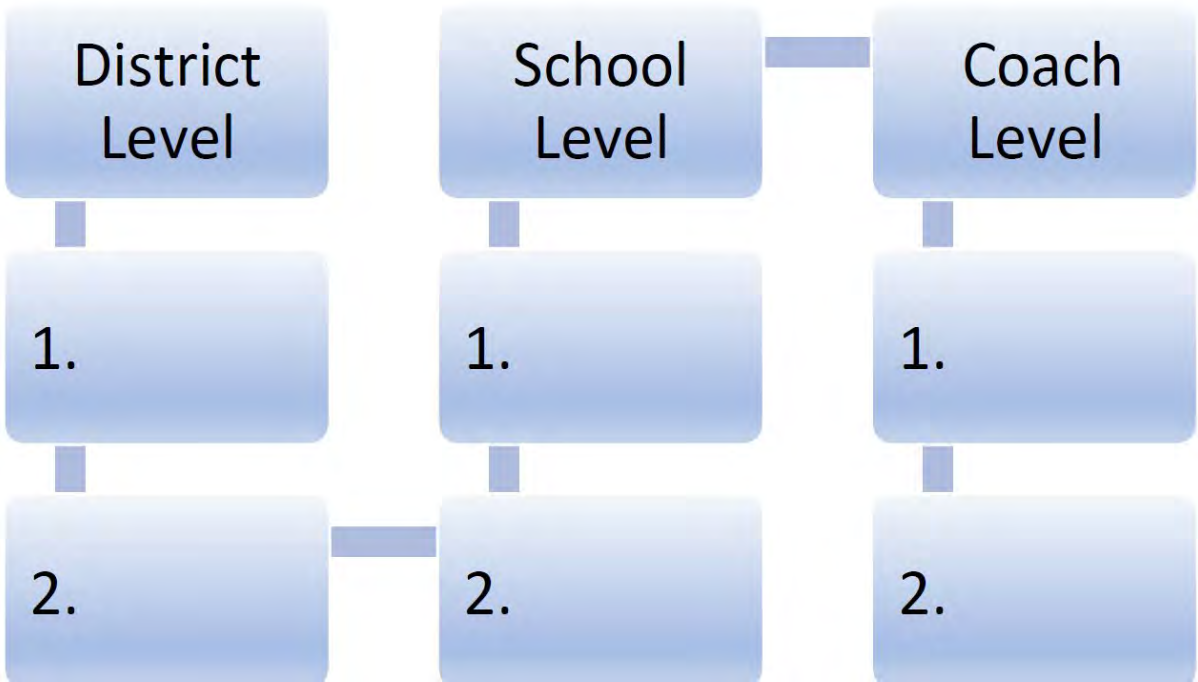 District
Level
1.
2.
School
Level
1.
2.
Coach
Level
1.
2.